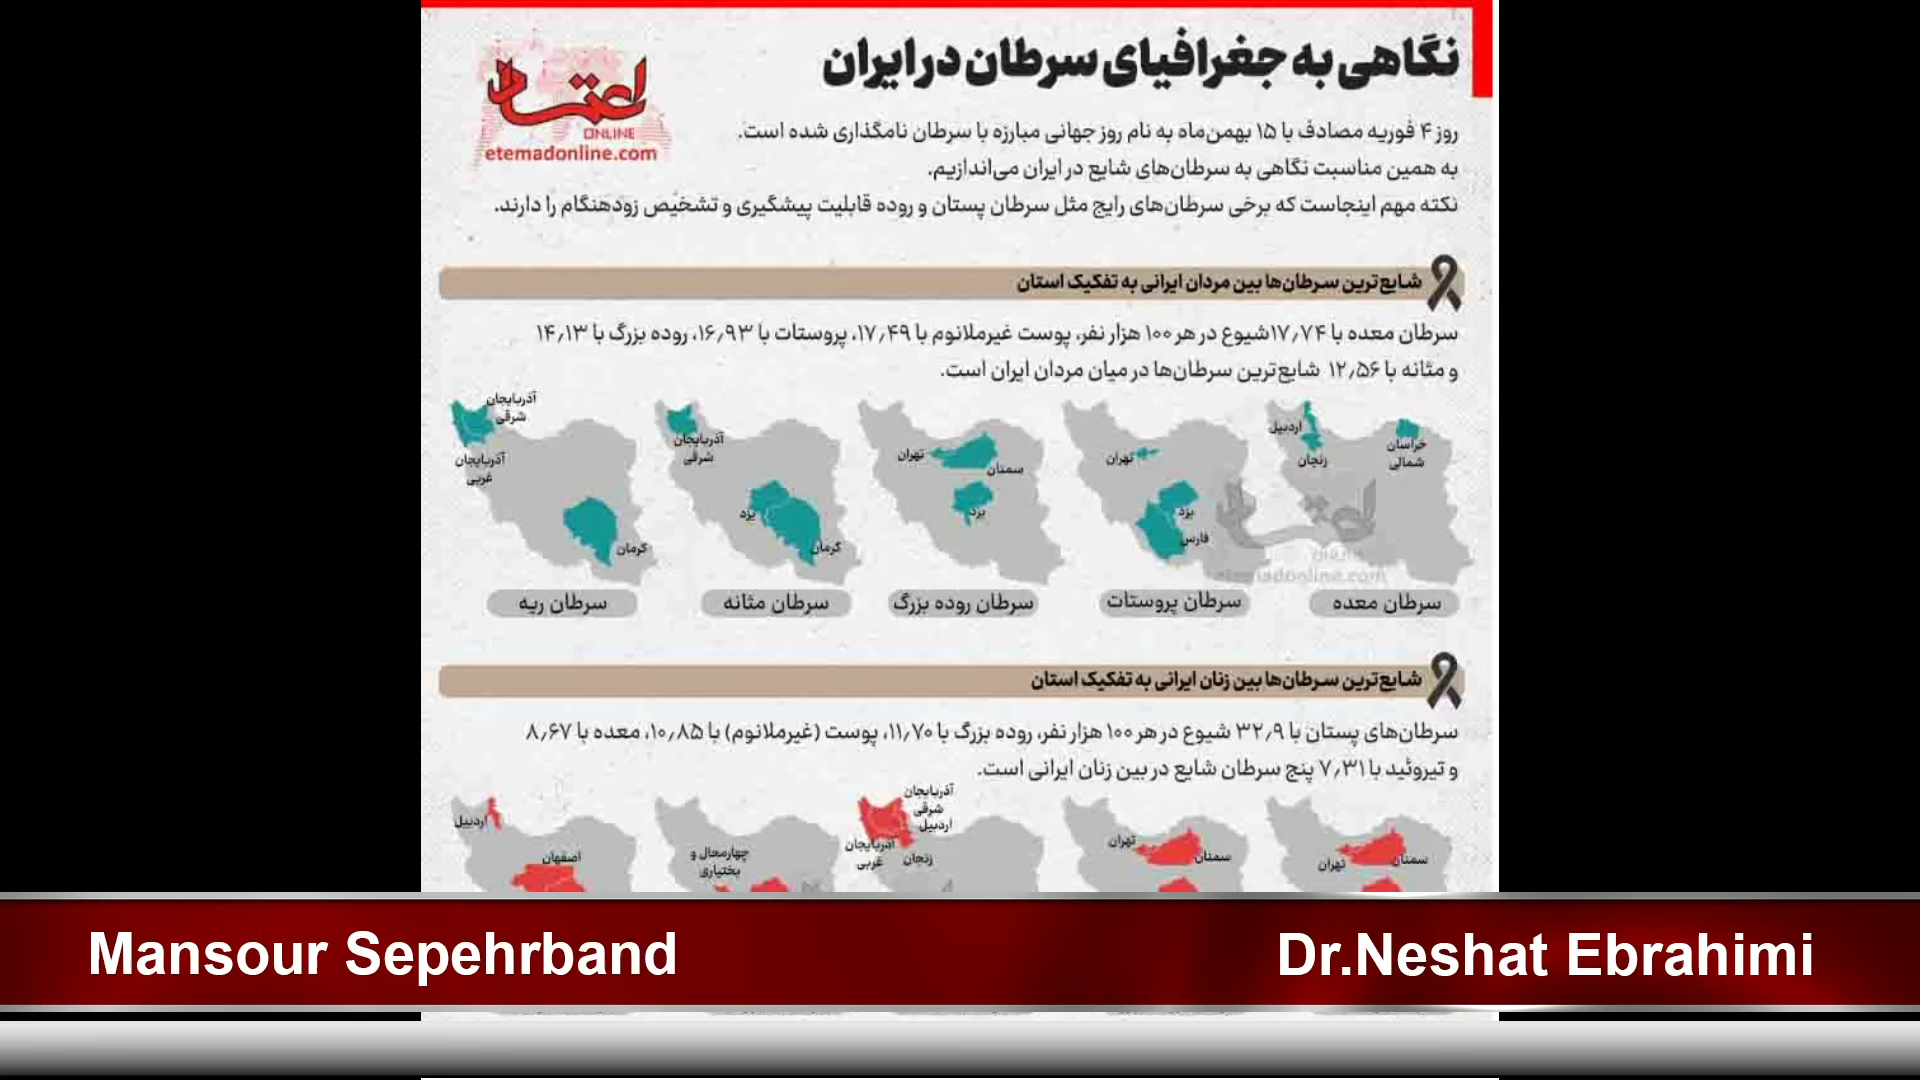 نگاهی به جغرافیای سرطان در ایران
اعتماد
ONLINE
etemadonline.com
روز ۴ فوریه مصادف با ۱۵ بهمن‌ماه به نام روز جهانی مبارزه با سرطان نامگذاری شده است.
به همین مناسبت نگاهی به سرطان‌های شایع در ایران می‌اندازیم.
نکته مهم اینجاست که برخی سرطان‌های رایج مثل سرطان پستان و روده قابلیت پیشگیری و تشخیص زودهنگام را دارند.
شایع‌ترین سرطان‌ها بین مردان ایرانی به تفکیک استان
سرطان معده با ۱۷٫۷۴ شیوع در هر ۱۰۰ هزار نفر، پوست غیرملانوم با ۱۷٫۴۹، پروستات با ۱۶٫۹۳، روده بزرگ با ۱۴٫۱۳
و مثانه با ۱۲٫۵۶ شایع‌ترین سرطان‌ها در میان مردان ایران است.
اردبیل
زنجان
خراسان شمالی
سرطان معده
تهران
یزد
فارس
سرطان پروستات
تهران
سمنان
یزد
سرطان روده بزرگ
آذربایجان شرقی
یزد
کرمان
سرطان مثانه
آذربایجان شرقی
آذربایجان غربی
کرمان
سرطان ریه
اعتماد
etemadonline.com
شایع‌ترین سرطان‌ها بین زنان ایرانی به تفکیک استان
سرطان‌های پستان با ۳۲٫۹ شیوع در هر ۱۰۰ هزار نفر، روده بزرگ با ۱۱٫۷۰، پوست (غیرملانوم) با ۱۰٫۸۵، معده با ۸٫۶۷
و تیروئید با ۷٫۳۱ پنج سرطان شایع در بین زنان ایرانی است.
سمنان
تهران
تهران
سمنان
آذربایجان شرقی
اردبیل
آذربایجان غربی
زنجان
چهارمحال و بختیاری
اردبیل
اصفهان
Mansour Sepehrband
Dr.Neshat Ebrahimi